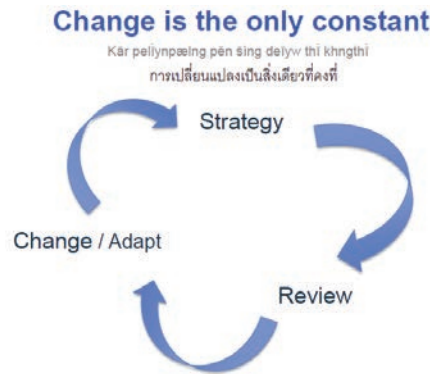 Change is the only constant
Kār pelīynpælng pĕn s̄ìng deīyw thī̀ khngthī̀
การเปลี่ยนแปลงเป็นสิ่งเดียวที่คงที่
Strategy
Change / Adapt
Review